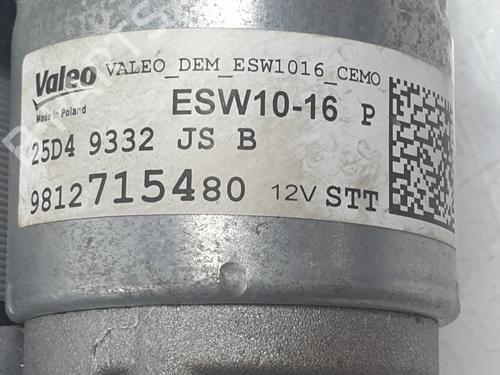 Valeo VALEO_DEM_ESW1016_CEMO
Made in Poland
ESW10-16 P
25D4 9332 JS B
9812715480 12V STT